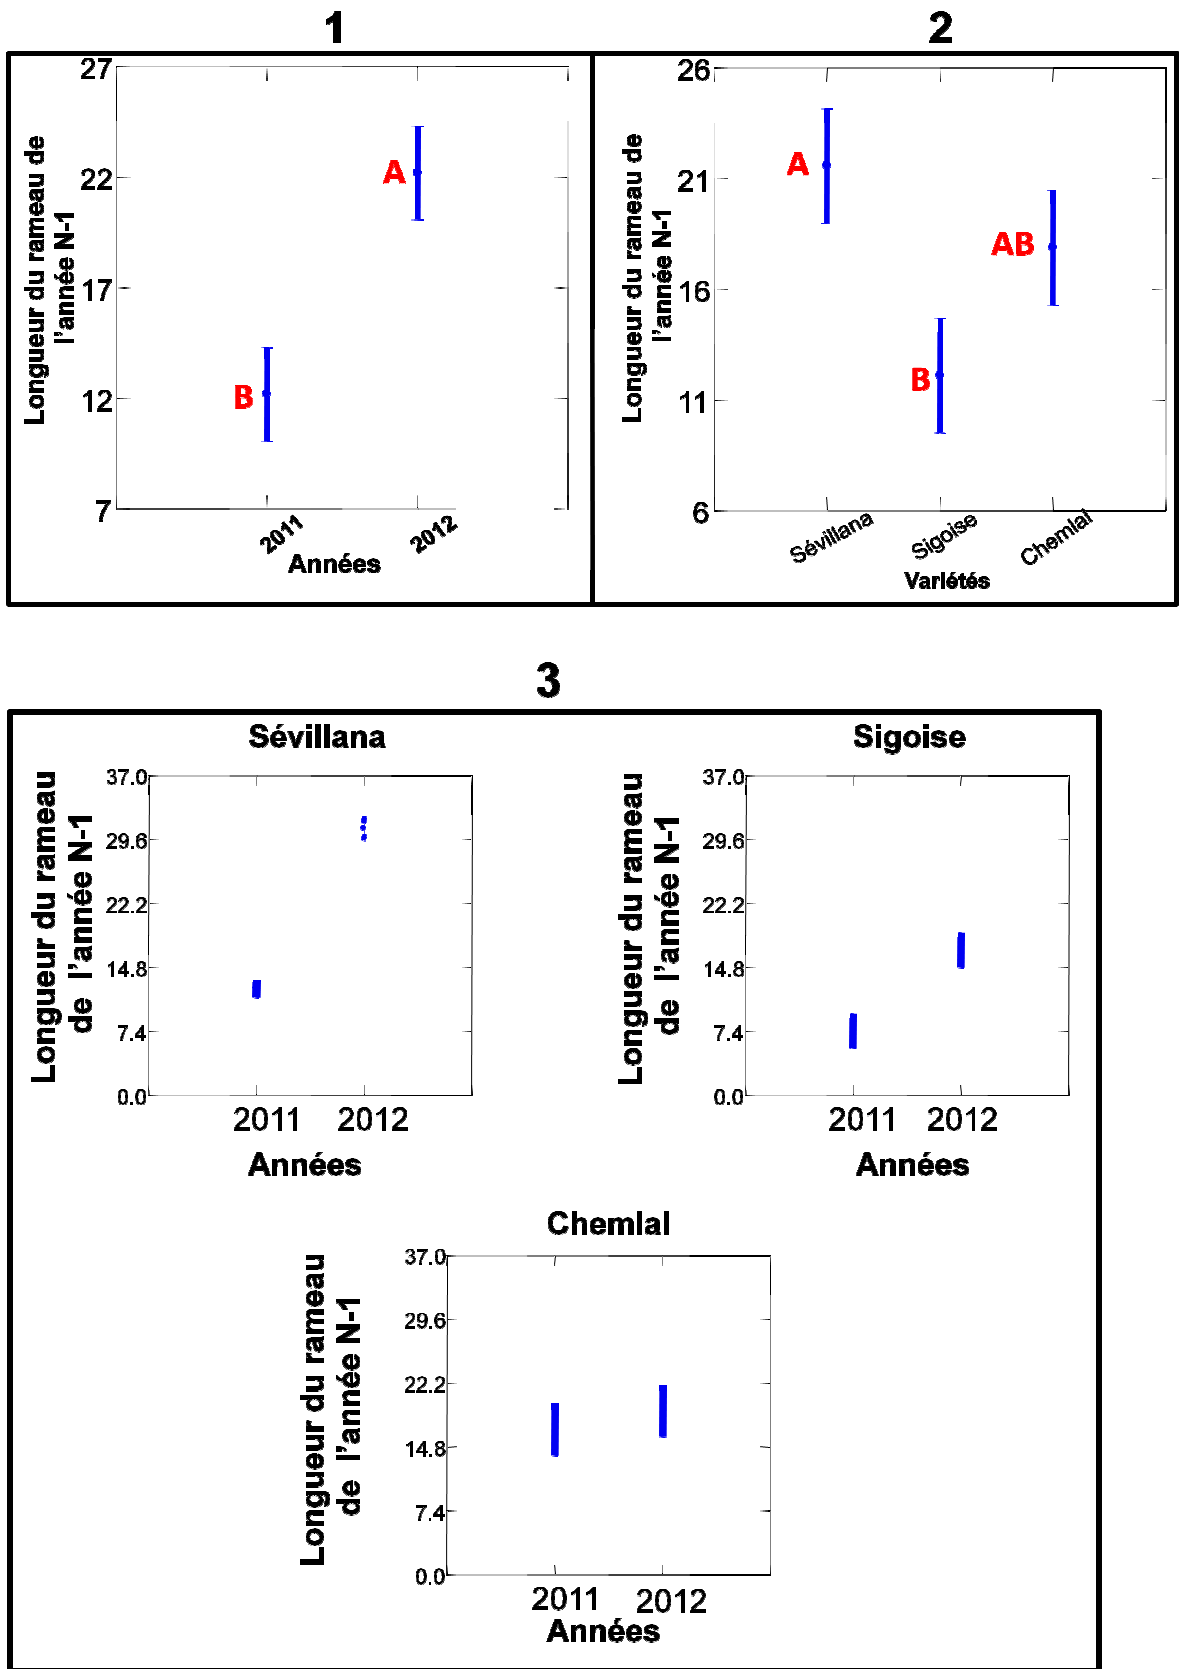 1
27
22
17
12
7
Longueur du rameau de
l'année N-1
A
B
2011
2012
Années
2
26
21
16
11
6
Longueur du rameau de
l'année N-1
A
B
AB
Sévillana
Sigoise
Chemlal
Variétés
3
Sévillana
37.0
29.6
22.2
14.8
7.4
0.0
Longueur du rameau
de l'année N-1
2011 2012
Années
Sigoise
37.0
29.6
22.2
14.8
7.4
0.0
Longueur du rameau
de l'année N-1
2011 2012
Années
Chemlal
37.0
29.6
22.2
14.8
7.4
0.0
Longueur du rameau
de l'année N-1
2011 2012
Années